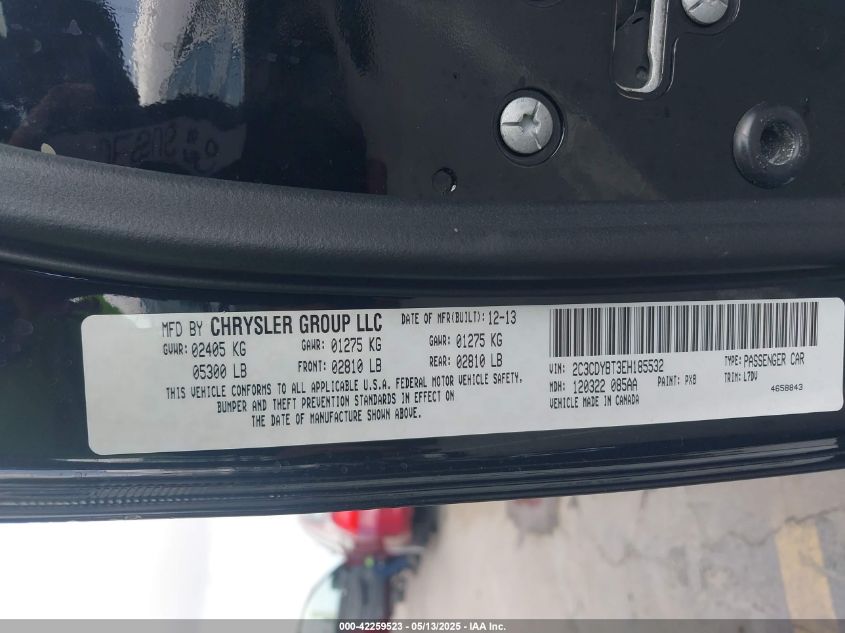 MFD BY CHRYSLER GROUP LLC DATE OF MFR(BUILT): 12-13
GVWR: 02405 KG GAWR: 01275 KG GAWR: 01275 KG
05300 LB FRONT: 02810 LB REAR: 02810 LB
THIS VEHICLE CONFORMS TO ALL APPLICABLE U.S.A. FEDERAL MOTOR VEHICLE SAFETY,
BUMPER AND THEFT PREVENTION STANDARDS IN EFFECT ON
THE DATE OF MANUFACTURE SHOWN ABOVE.
VIN: 2C3CDYBT3EH185532 TYPE: PASSENGER CAR
MDH: 120322 085AA PAINT: PX8 TRIM: L7DV
VEHICLE MADE IN CANADA 4658843
000-42259523 - 05/13/2025 - IAA Inc.